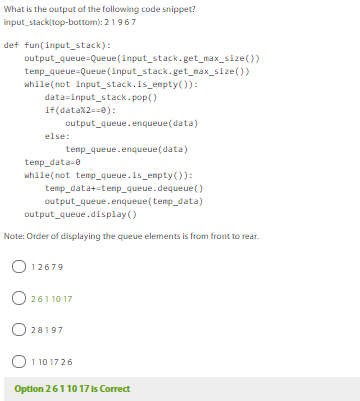 What is the output of the following code snippet?
input_stack(top-bottom): 2 1 9 6 7
def fun(input_stack):
    output_queue=Queue(input_stack.get_max_size())
    temp_queue=Queue(input_stack.get_max_size())
    while(not input_stack.is_empty()):
        data=input_stack.pop()
        if(data%2==0):
            output_queue.enqueue(data)
        else:
            temp_queue.enqueue(data)
    temp_data=0
    while(not temp_queue.is_empty()):
        temp_data+=temp_queue.dequeue()
        output_queue.enqueue(temp_data)
    output_queue.display()
Note: Order of displaying the queue elements is from front to rear.
1 2 6 7 9
2 6 1 10 17
2 8 1 9 7
1 10 17 2 6
Option 2 6 1 10 17 is Correct